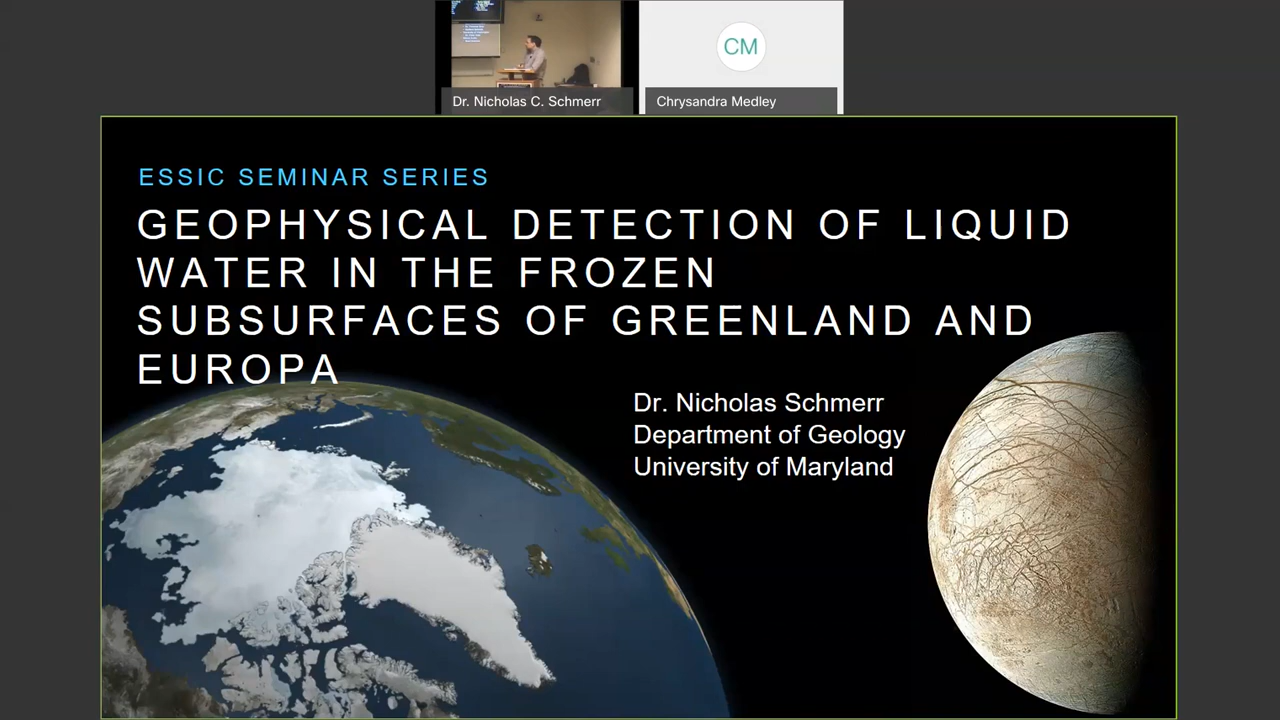 Dr. Nicholas C. Schmerr
CM
Chrysandra Medley
ESSIC SEMINAR SERIES
GEOPHYSICAL DETECTION OF LIQUID
WATER IN THE FROZEN
SUBSURFACES OF GREENLAND AND
EUROPA
Dr. Nicholas Schmerr
Department of Geology
University of Maryland